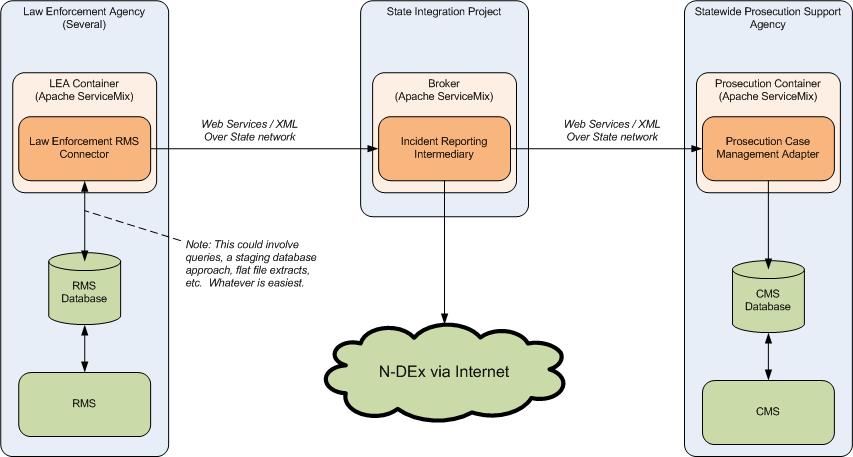 Law Enforcement Agency
(Several)
LEA Container
(Apache ServiceMix)
Law Enforcement RMS
Connector
Note: This could involve
queries, a staging database
approach, flat file extracts,
etc.  Whatever is easiest.
RMS
Database
RMS
Web Services / XML
Over State network
State Integration Project
Broker
(Apache ServiceMix)
Incident Reporting
Intermediary
N-DEx via Internet
Web Services / XML
Over State network
Statewide Prosecution Support
Agency
Prosecution Container
(Apache ServiceMix)
Prosecution Case
Management Adapter
CMS
Database
CMS